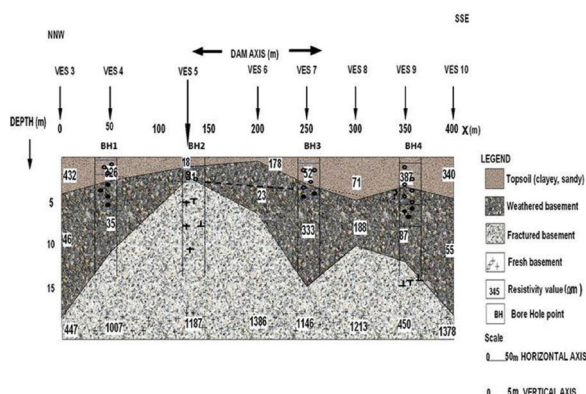 NNW
SSE
DAM AXIS (m)
VES 3 VES 4 VES 5 VES 6 VES 7 VES 8 VES 9 VES 10
DEPTH (m)
0 50 100 150 200 250 300 350 400 X(m)
BH1 BH2 BH3 BH4
432 126 18 178 52 71 387 340
23
5
35 333 188 87
46 55
10
15
447 1007 1187 1386 1146 1213 450 1378
LEGEND
Topsoil (clayey, sandy)
Weathered basement
Fractured basement
Fresh basement
345 Resistivity value (Ωm)
BH Bore Hole point
Scale
0 50m HORIZONTAL AXIS
0 5m VERTICAL AXIS